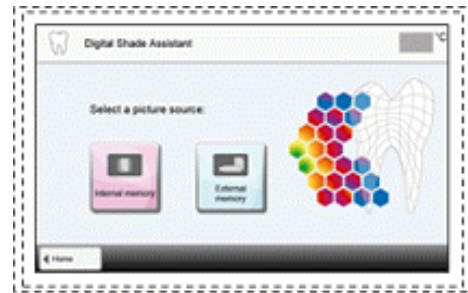 Digital Shade Assistant
°C
Select a picture source:
Internal memory
External
memory
Home